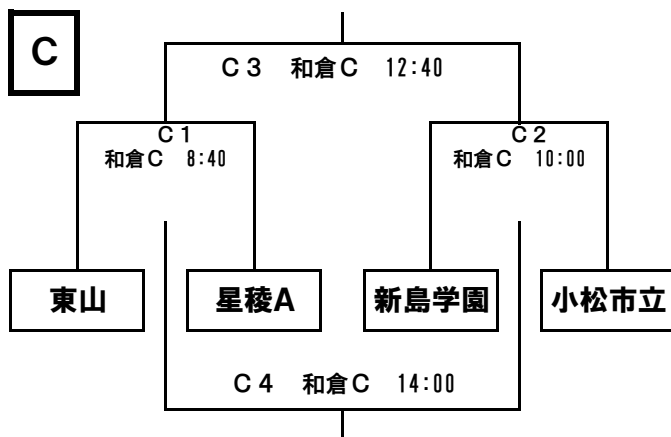 C
C3 和倉C 12:40
C1
和倉C 8:40
C2
和倉C 10:00
東山
星稜A
新島学園
小松市立
C4 和倉C 14:00